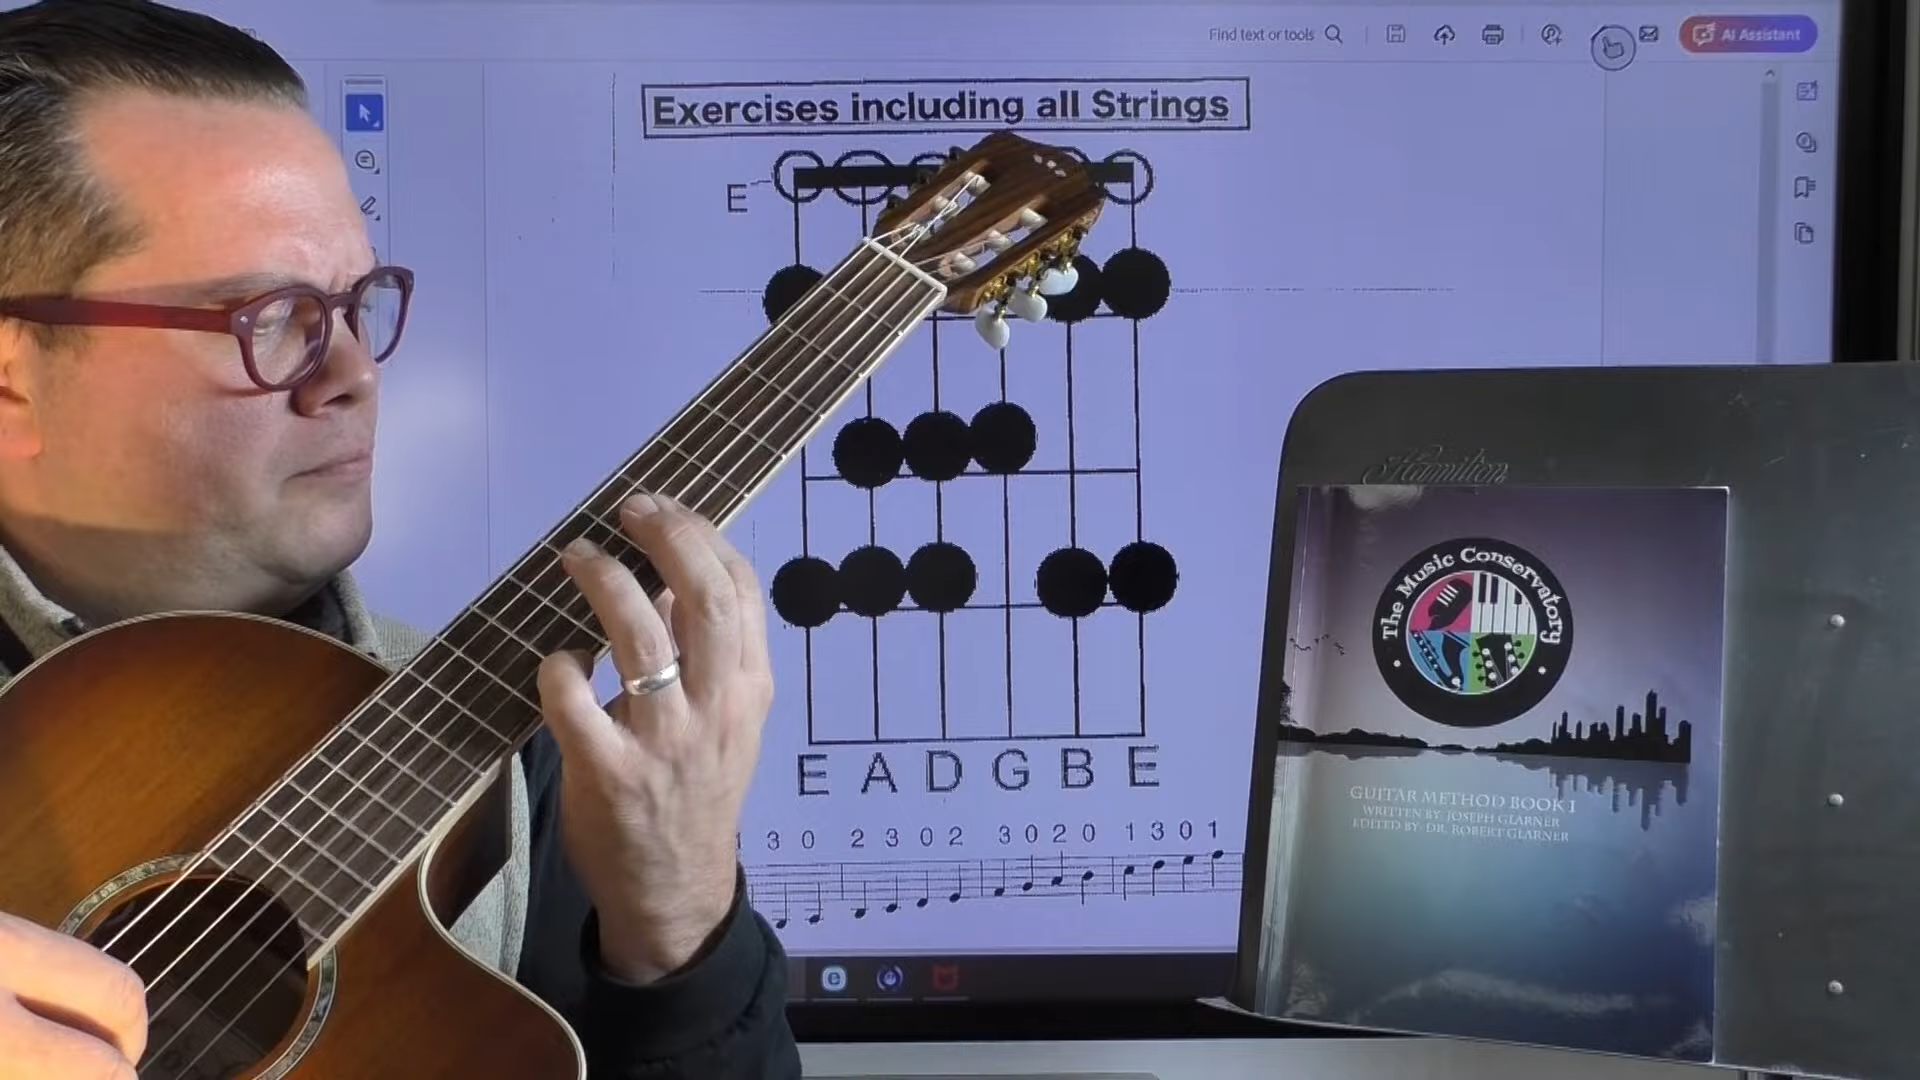 Find text or tools
AI Assistant
Exercises including all Strings
E
E A D G B E
1 3 0 2 3 0 2 3 0 2 0 1 3 0 1
Hamilton
The Music Conservatory
GUITAR METHOD BOOK I
WRITTEN BY: JOSEPH GLARNER
EDITED BY: DR. ROBERT GLARNER